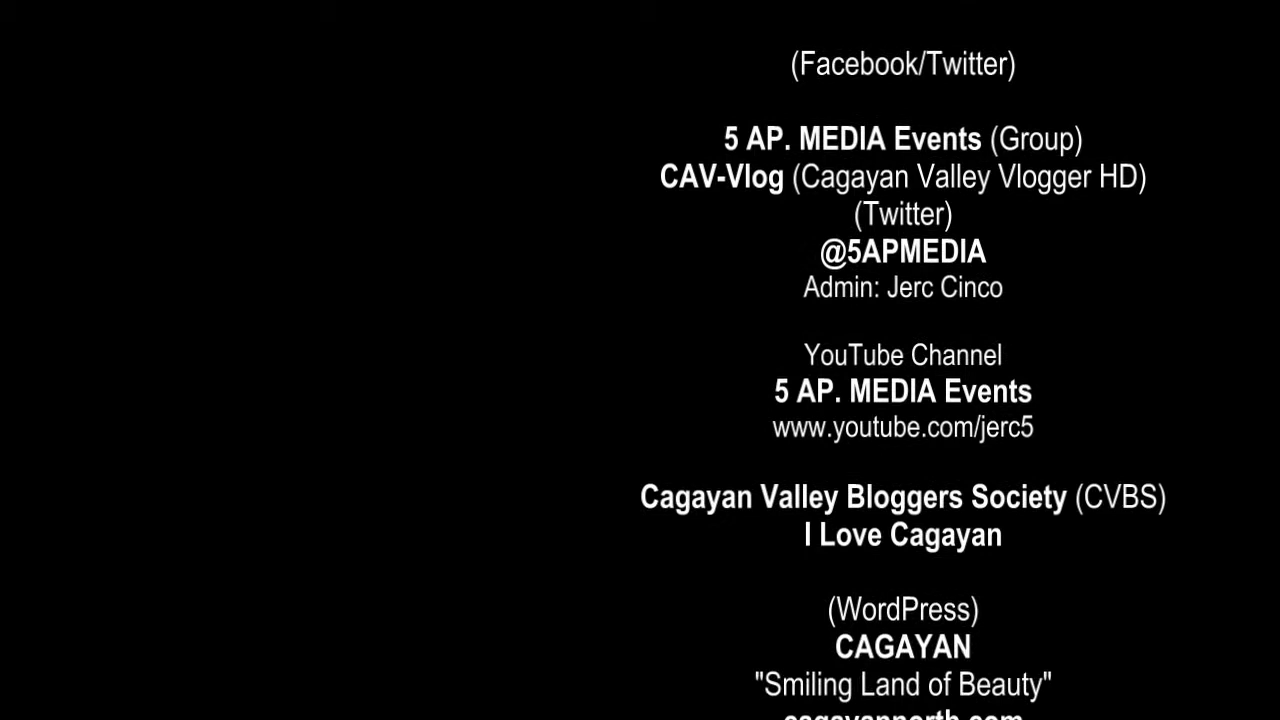 (Facebook/Twitter)
5 AP. MEDIA Events (Group)
CAV-Vlog (Cagayan Valley Vlogger HD)
(Twitter)
@5APMEDIA
Admin: Jerc Cinco
YouTube Channel
5 AP. MEDIA Events
www.youtube.com/jerc5
Cagayan Valley Bloggers Society (CVBS)
I Love Cagayan
(WordPress)
CAGAYAN
"Smiling Land of Beauty"
cagayannorth.com